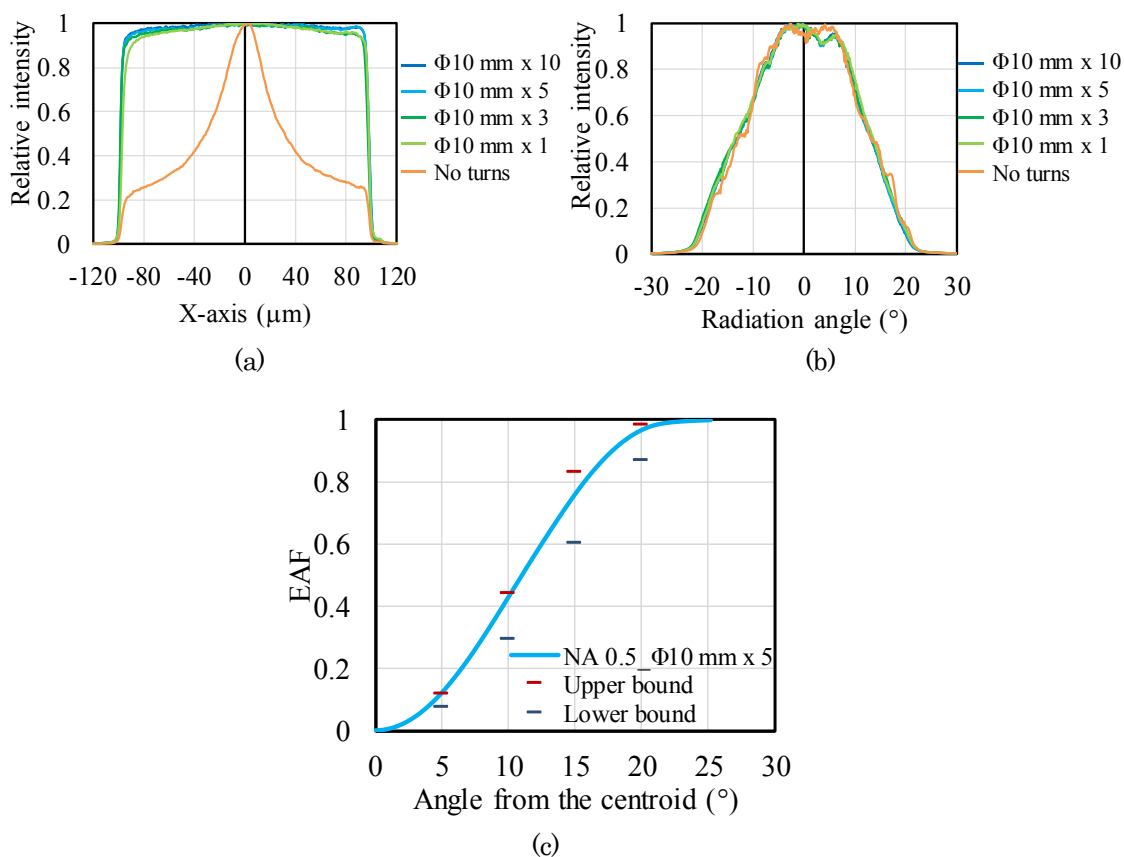 Relative intensity
1
0.8
0.6
0.4
0.2
0
-120 -80 -40 0 40 80 120
X-axis (μm)
Φ10 mm x 10
Φ10 mm x 5
Φ10 mm x 3
Φ10 mm x 1
No turns
(a)
Relative intensity
1
0.8
0.6
0.4
0.2
0
-30 -20 -10 0 10 20 30
Radiation angle (°)
Φ10 mm x 10
Φ10 mm x 5
Φ10 mm x 3
Φ10 mm x 1
No turns
(b)
EAF
1
0.8
0.6
0.4
0.2
0
NA 0.5_Φ10 mm x 5
Upper bound
Lower bound
0 5 10 15 20 25 30
Angle from the centroid (°)
(c)